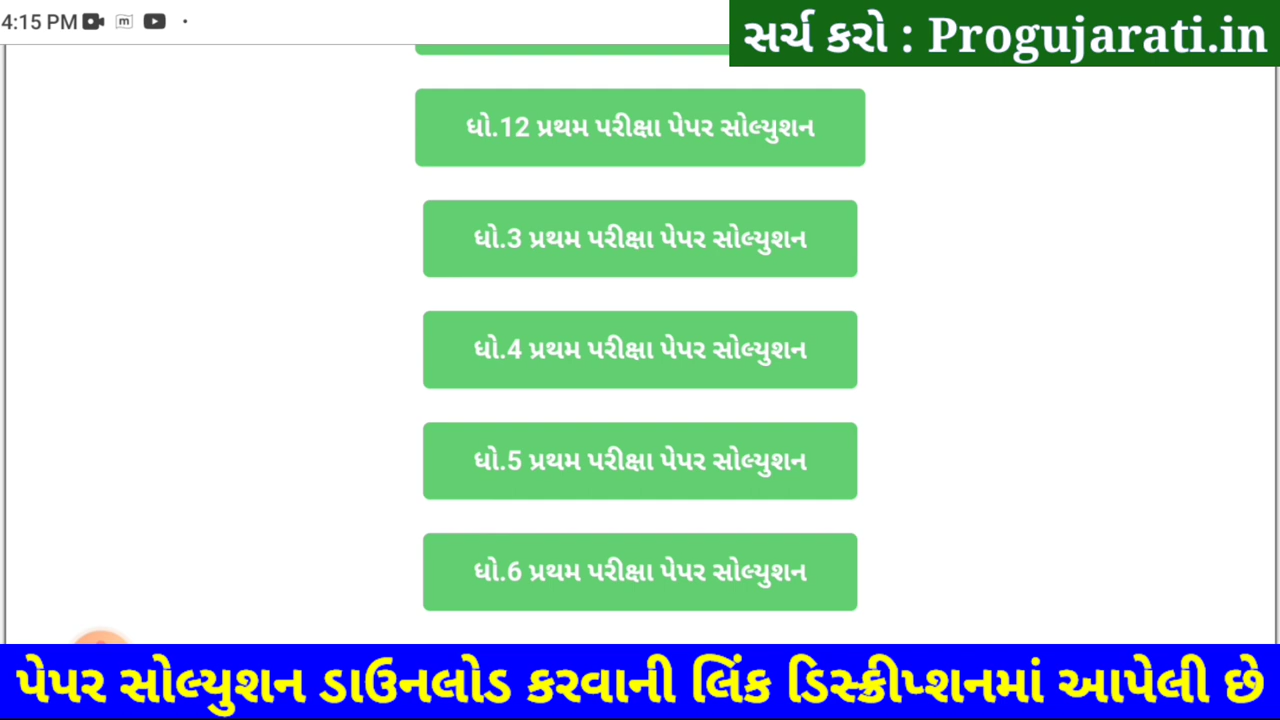 4:15 PM
સર્ચ કરો : Progujarati.in
ધો.12 પ્રથમ પરીક્ષા પેપર સોલ્યુશન
ધો.3 પ્રથમ પરીક્ષા પેપર સોલ્યુશન
ધો.4 પ્રથમ પરીક્ષા પેપર સોલ્યુશન
ધો.5 પ્રથમ પરીક્ષા પેપર સોલ્યુશન
ધો.6 પ્રથમ પરીક્ષા પેપર સોલ્યુશન
પેપર સોલ્યુશન ડાઉનલોડ કરવાની લિંક ડિસ્ક્રીપ્શનમાં આપેલી છે